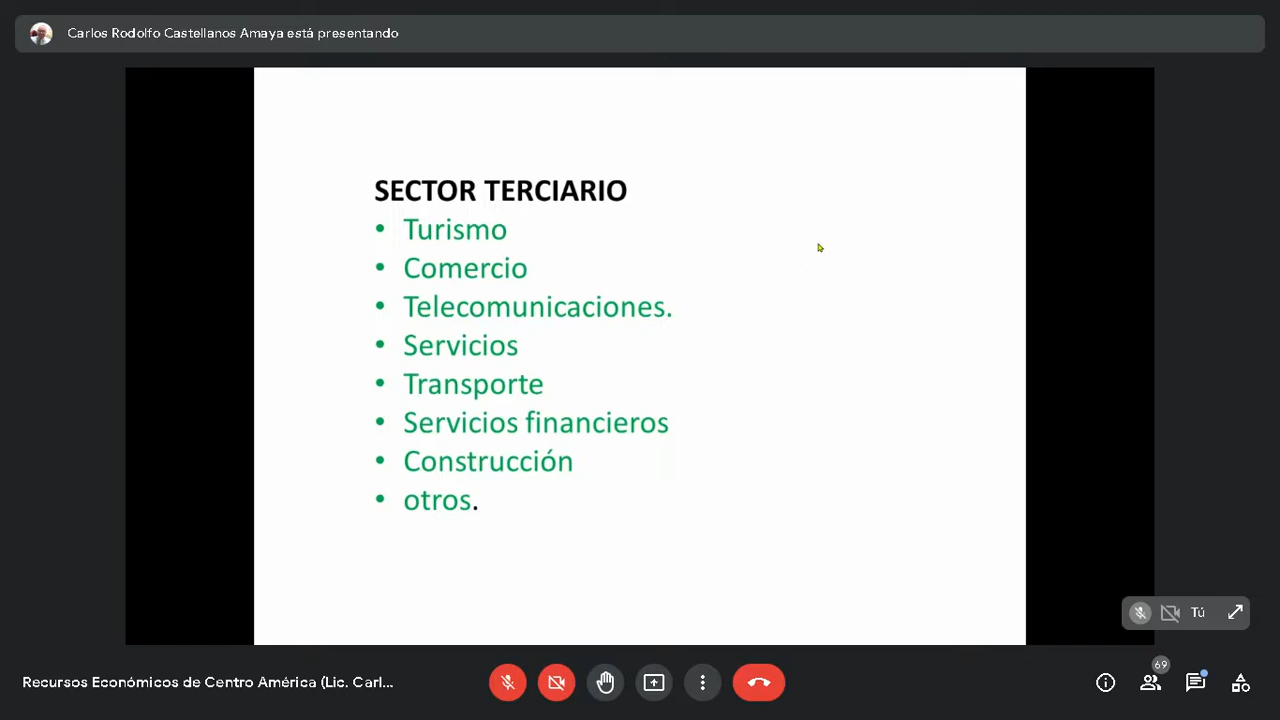 Carlos Rodolfo Castellanos Amaya está presentando
SECTOR TERCIARIO
• Turismo
• Comercio
• Telecomunicaciones.
• Servicios
• Transporte
• Servicios financieros
• Construcción
• otros.
Tú
69
Recursos Económicos de Centro América (Lic. Carl...